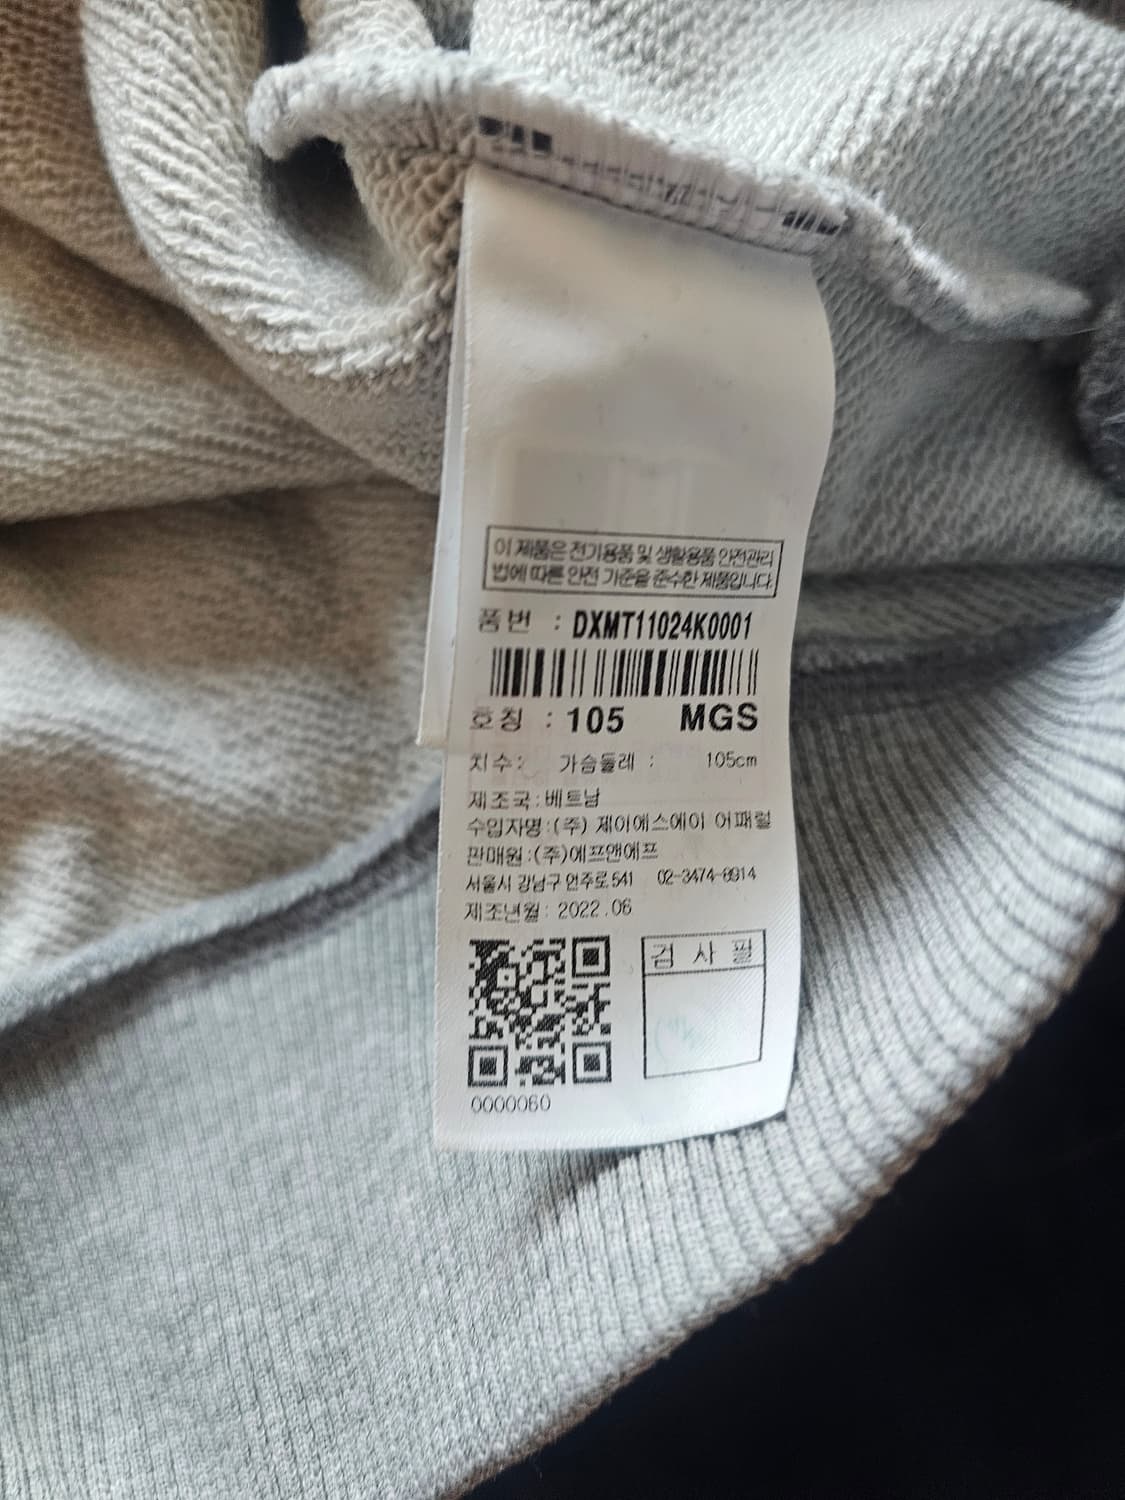 이 제품은 전기용품 및 생활용품 안전관리
법에 따른 안전 기준을 준수한 제품입니다.
품번 : DXMT11024K0001
호칭 : 105 MGS
치수: 가슴둘레 : 105cm
제조국:베트남
수입자명:(주) 제이에스에이 어패럴
판매원:(주)에프앤에프
서울시 강남구 언주로 541 02-3474-8914
제조년월: 2022.06
검 사 필
0000060